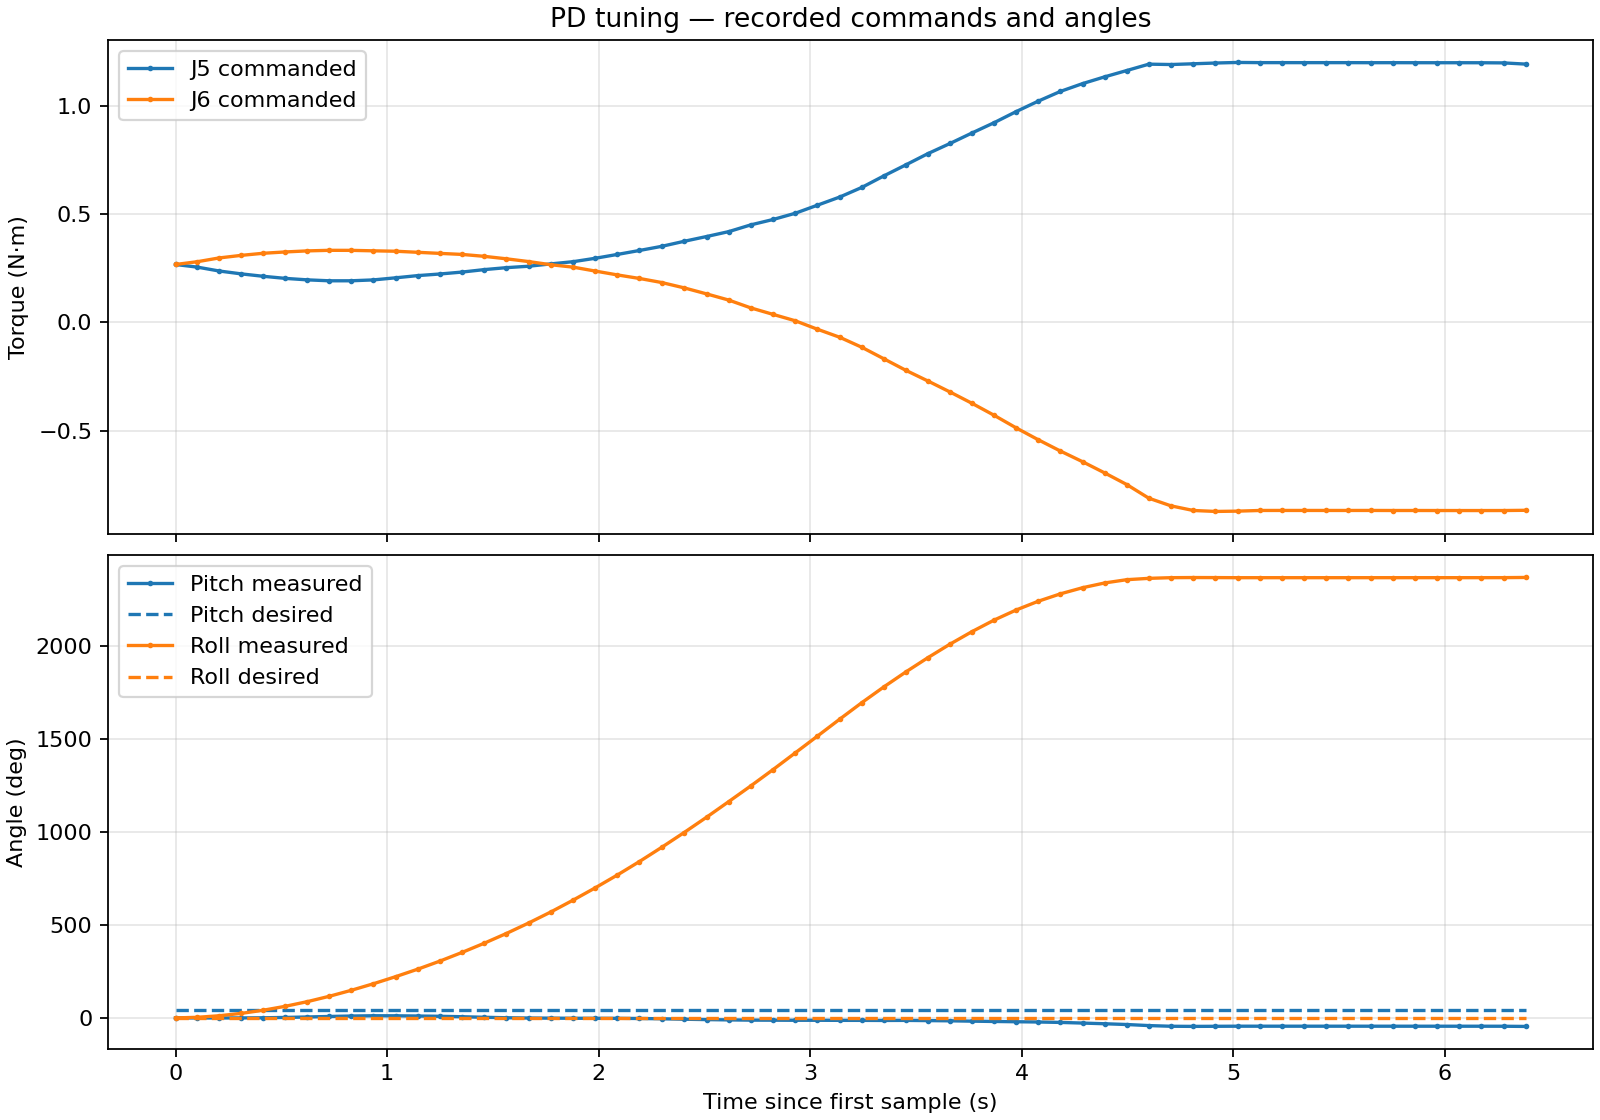 PD tuning — recorded commands and angles
J5 commanded
J6 commanded
Torque (N·m)
1.0
0.5
0.0
−0.5
Pitch measured
Pitch desired
Roll measured
Roll desired
Angle (deg)
2000
1500
1000
500
0
0 1 2 3 4 5 6
Time since first sample (s)